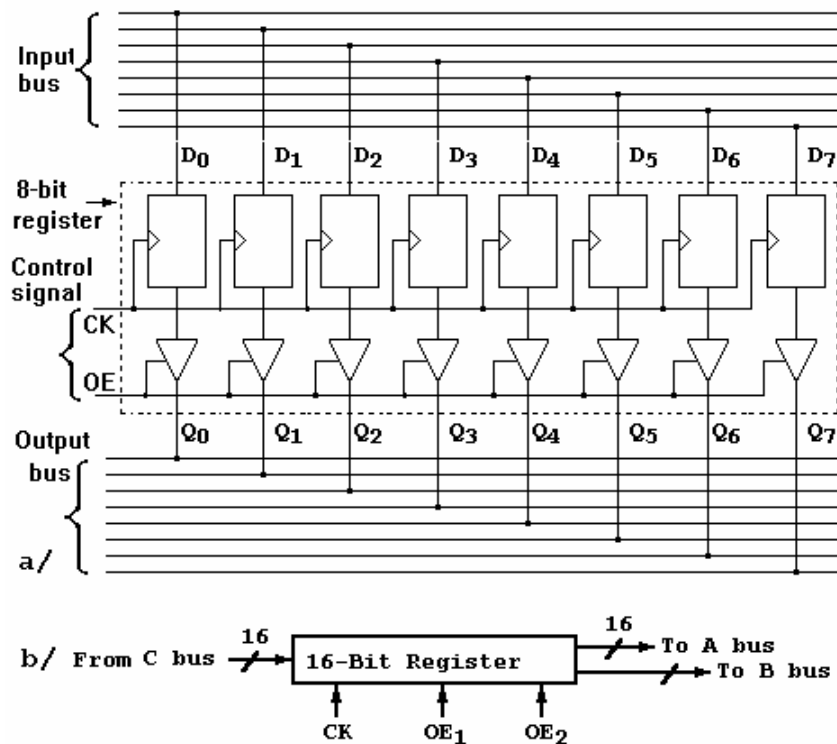 Input
bus
D0 D1 D2 D3 D4 D5 D6 D7
8-bit
register
Control
signal
CK
OE
Q0 Q1 Q2 Q3 Q4 Q5 Q6 Q7
Output
bus
a/
b/ From C bus 16 16-Bit Register 16 To A bus
To B bus
CK OE1 OE2